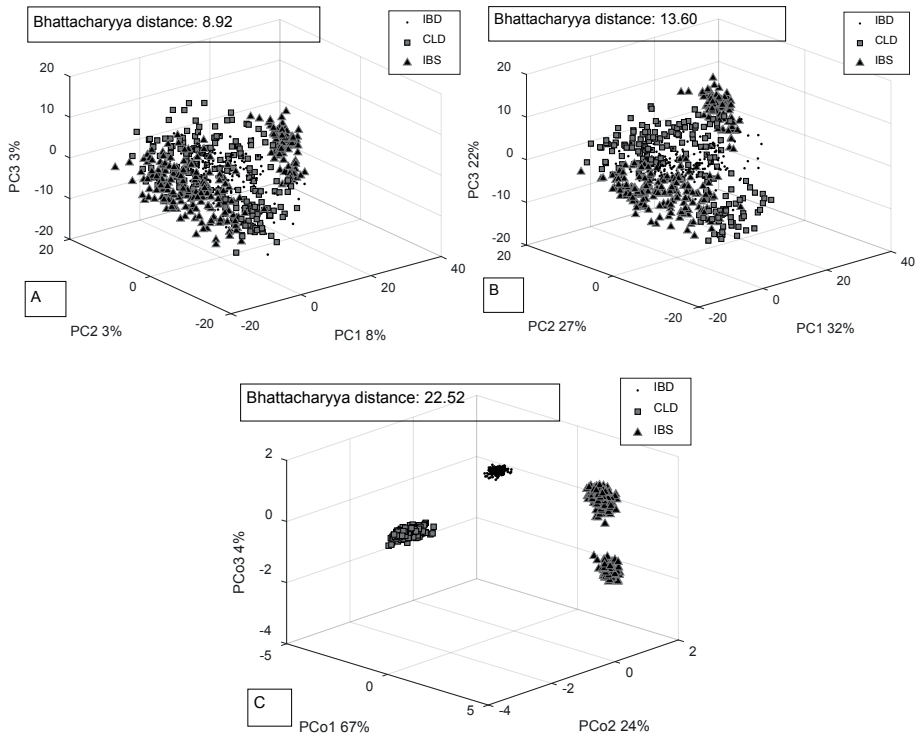 Bhattacharyya distance: 8.92
IBD
CLD
IBS
20
10
0
-10
-20
PC3 3%
20
0
-20
PC2 3%
-20
0
20
40
PC1 8%
A
Bhattacharyya distance: 13.60
IBD
CLD
IBS
20
10
0
-10
-20
PC3 22%
20
0
-20
PC2 27%
-20
0
20
40
PC1 32%
B
Bhattacharyya distance: 22.52
IBD
CLD
IBS
2
0
-2
-4
PCo3 4%
-5
0
5
PCo1 67%
-4
-2
0
2
PCo2 24%
C